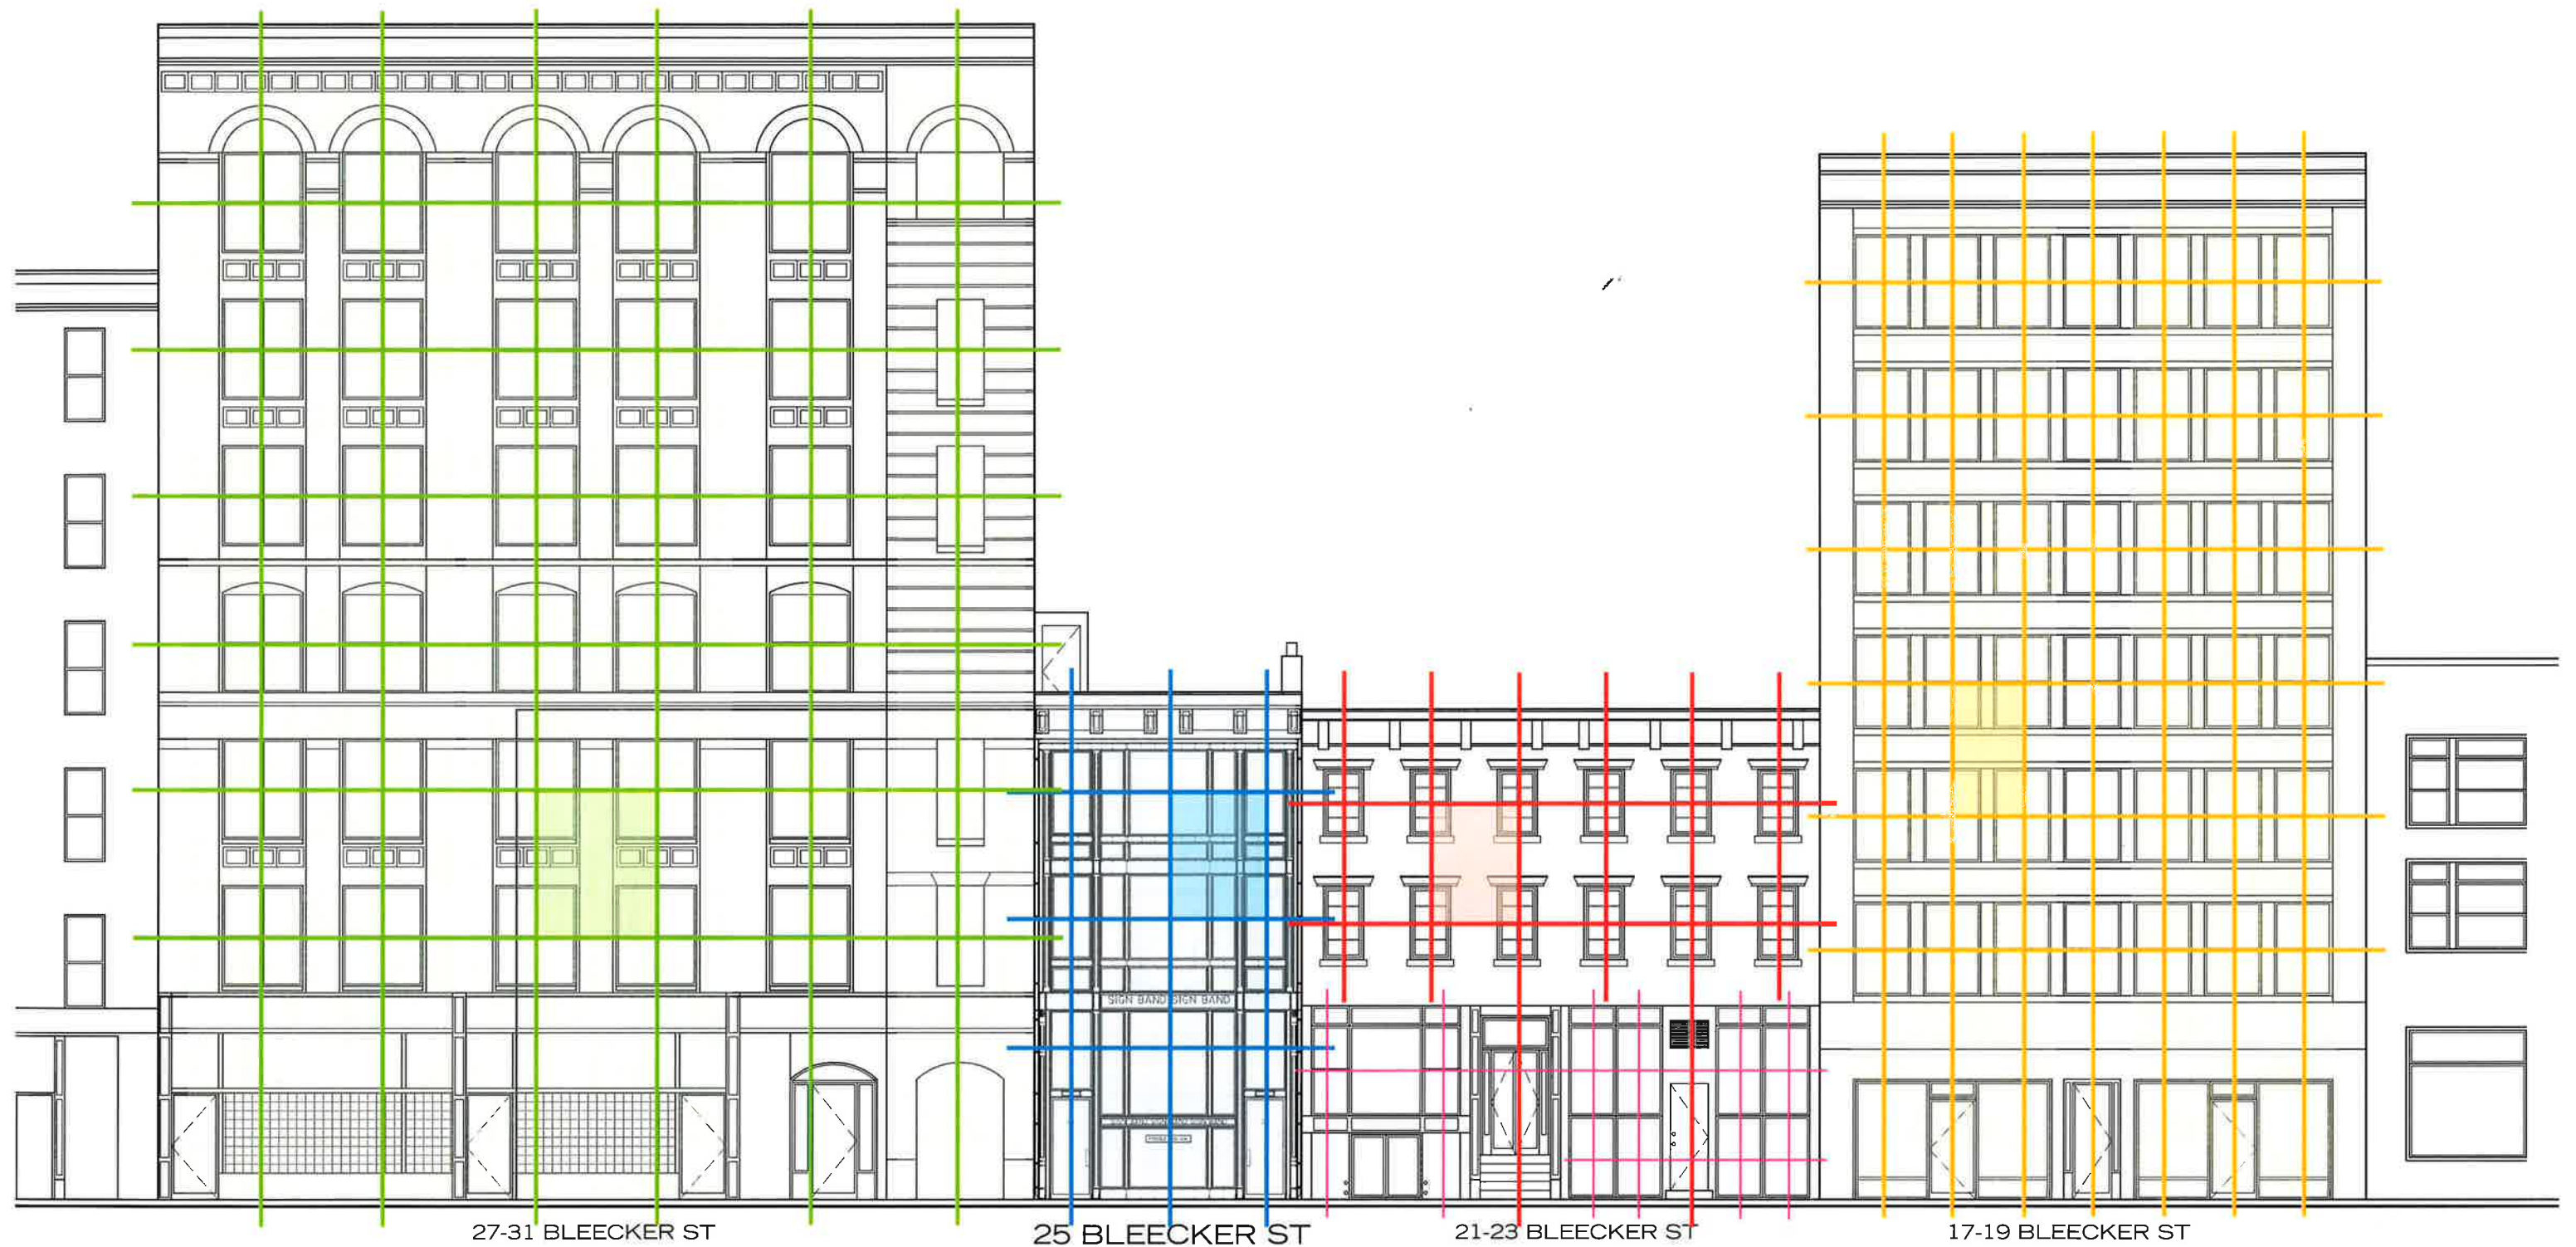 SIGN BAND SIGN BAND
27-31 BLEECKER ST
25 BLEECKER ST
21-23 BLEECKER ST
17-19 BLEECKER ST